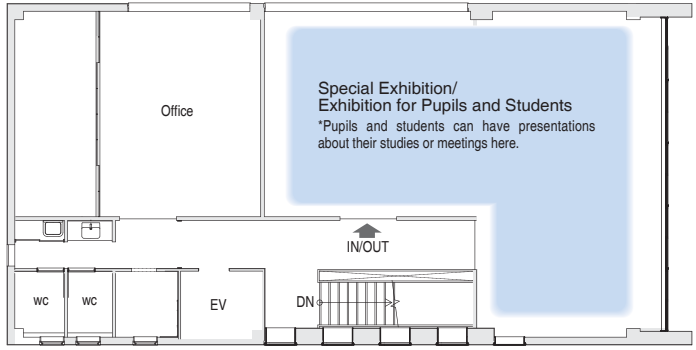 Special Exhibition/
Exhibition for Pupils and Students
*Pupils and students can have presentations
about their studies or meetings here.
Office
IN/OUT
wc
wc
EV
DN